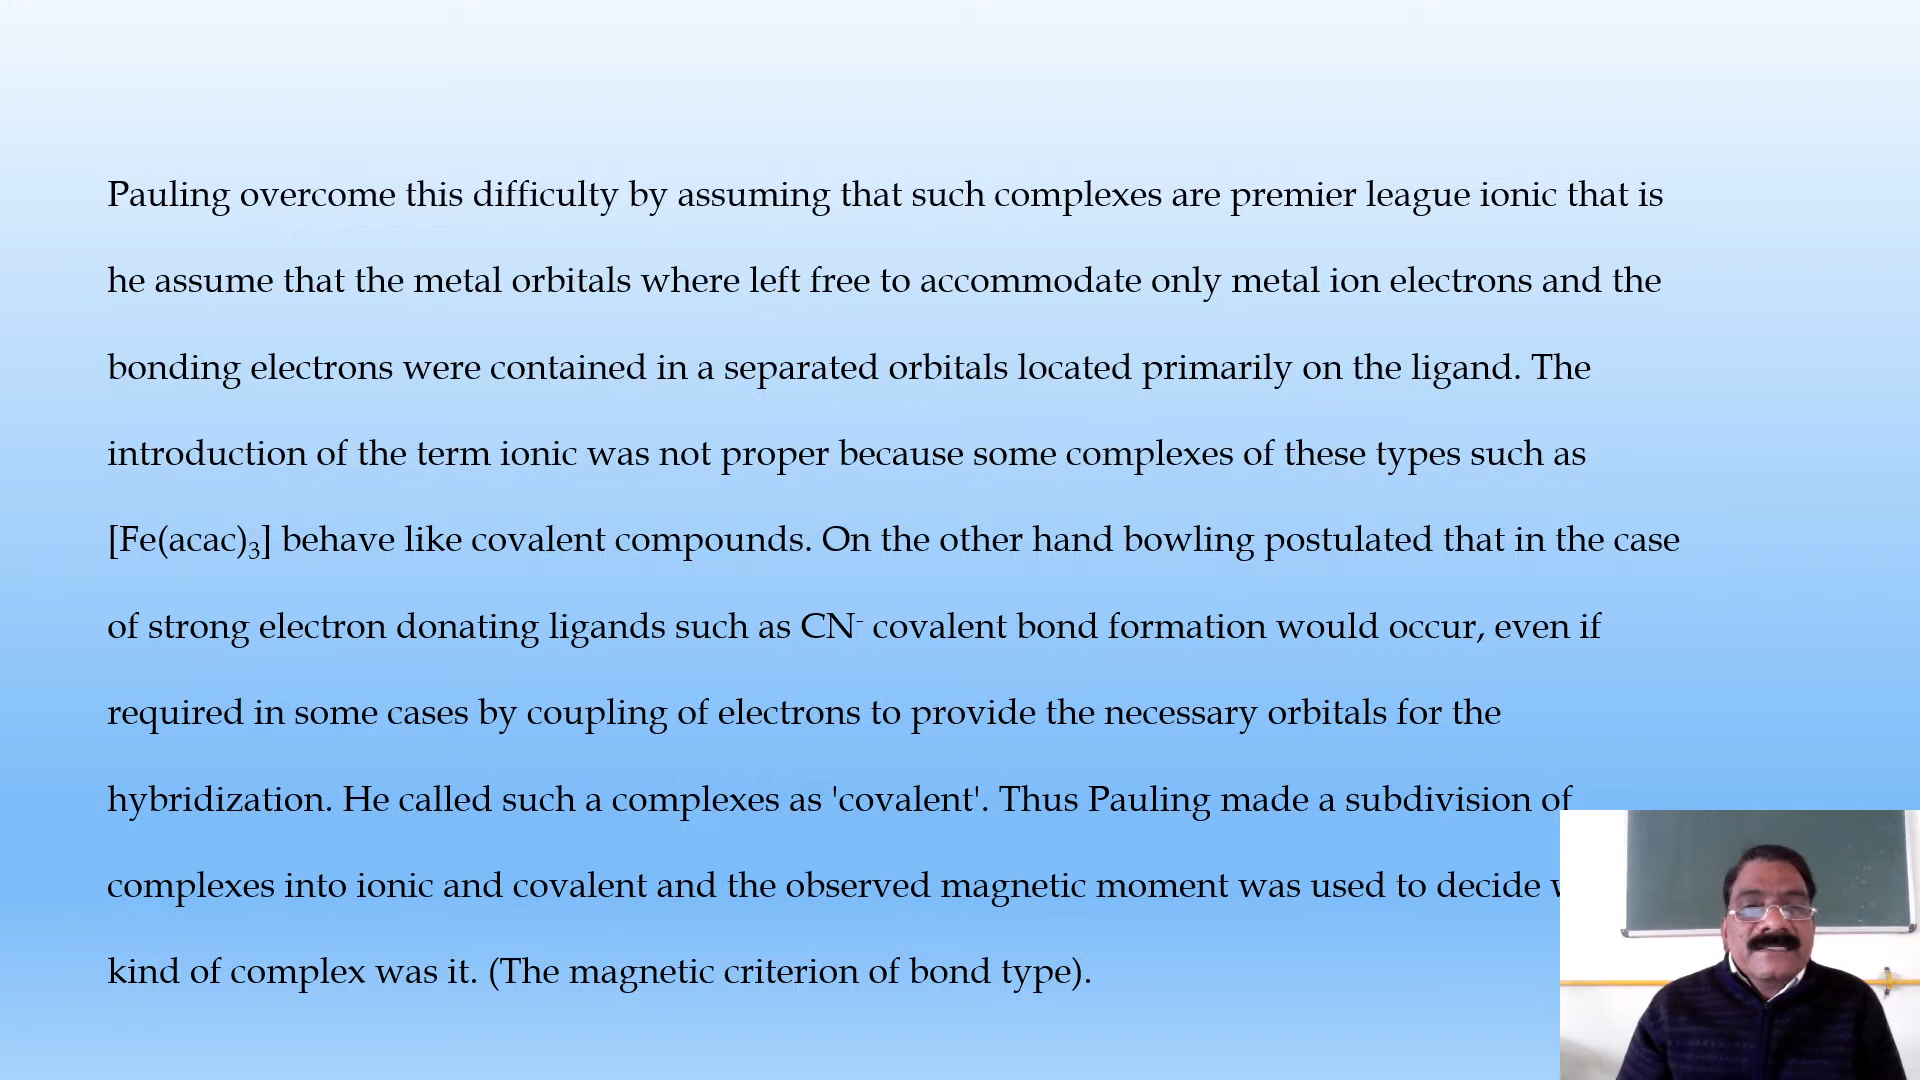 Pauling overcome this difficulty by assuming that such complexes are premier league ionic that is
he assume that the metal orbitals where left free to accommodate only metal ion electrons and the
bonding electrons were contained in a separated orbitals located primarily on the ligand. The
introduction of the term ionic was not proper because some complexes of these types such as
[Fe(acac)₃] behave like covalent compounds. On the other hand bowling postulated that in the case
of strong electron donating ligands such as CN⁻ covalent bond formation would occur, even if
required in some cases by coupling of electrons to provide the necessary orbitals for the
hybridization. He called such a complexes as 'covalent'. Thus Pauling made a subdivision of
complexes into ionic and covalent and the observed magnetic moment was used to decide
kind of complex was it. (The magnetic criterion of bond type).